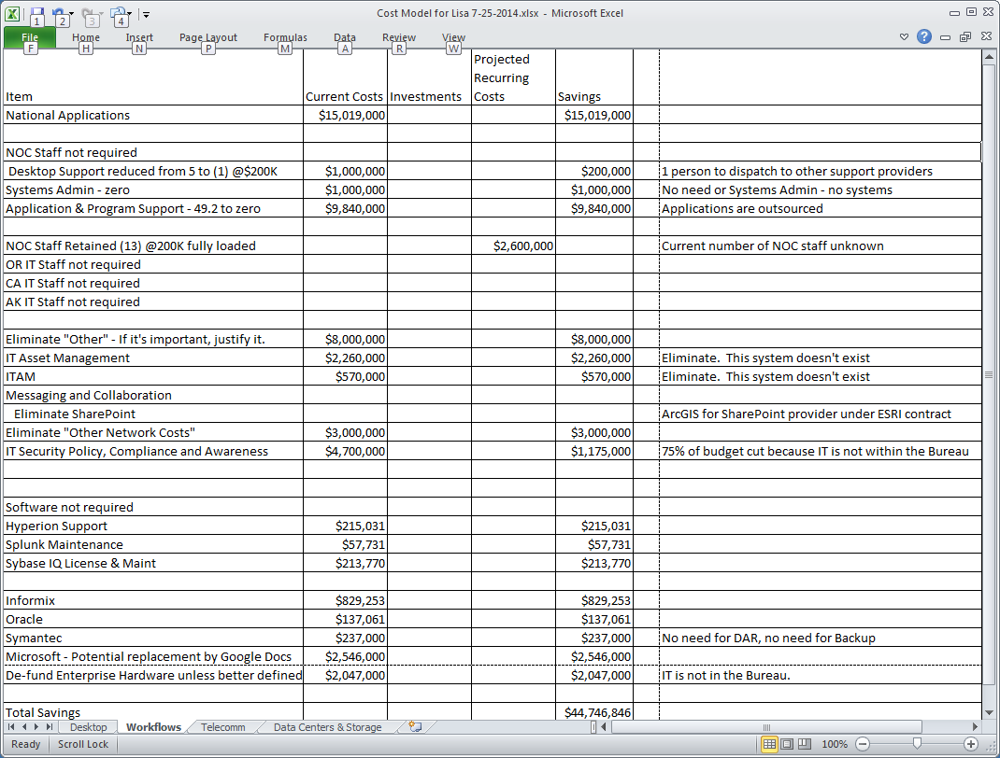 Cost Model for Lisa 7-25-2014.xlsx - Microsoft Excel
1 2 3 4
File Home Insert Page Layout Formulas Data Review View
F H N P M A R W
Projected
Recurring
Item Current Costs Investments Costs Savings
National Applications $15,019,000 $15,019,000
NOC Staff not required
Desktop Support reduced from 5 to (1) @$200K $1,000,000 $200,000 1 person to dispatch to other support providers
Systems Admin - zero $1,000,000 $1,000,000 No need or Systems Admin - no systems
Application & Program Support - 49.2 to zero $9,840,000 $9,840,000 Applications are outsourced
NOC Staff Retained (13) @200K fully loaded $2,600,000 Current number of NOC staff unknown
OR IT Staff not required
CA IT Staff not required
AK IT Staff not required
Eliminate "Other" - If it's important, justify it. $8,000,000 $8,000,000
IT Asset Management $2,260,000 $2,260,000 Eliminate. This system doesn't exist
ITAM $570,000 $570,000 Eliminate. This system doesn't exist
Messaging and Collaboration
Eliminate SharePoint ArcGIS for SharePoint provider under ESRI contract
Eliminate "Other Network Costs" $3,000,000 $3,000,000
IT Security Policy, Compliance and Awareness $4,700,000 $1,175,000 75% of budget cut because IT is not within the Bureau
Software not required
Hyperion Support $215,031 $215,031
Splunk Maintenance $57,731 $57,731
Sybase IQ License & Maint $213,770 $213,770
Informix $829,253 $829,253
Oracle $137,061 $137,061
Symantec $237,000 $237,000 No need for DAR, no need for Backup
Microsoft - Potential replacement by Google Docs $2,546,000 $2,546,000
De-fund Enterprise Hardware unless better defined $2,047,000 $2,047,000 IT is not in the Bureau.
Total Savings $44,746,846
Desktop Workflows Telecomm Data Centers & Storage
Ready Scroll Lock 100%